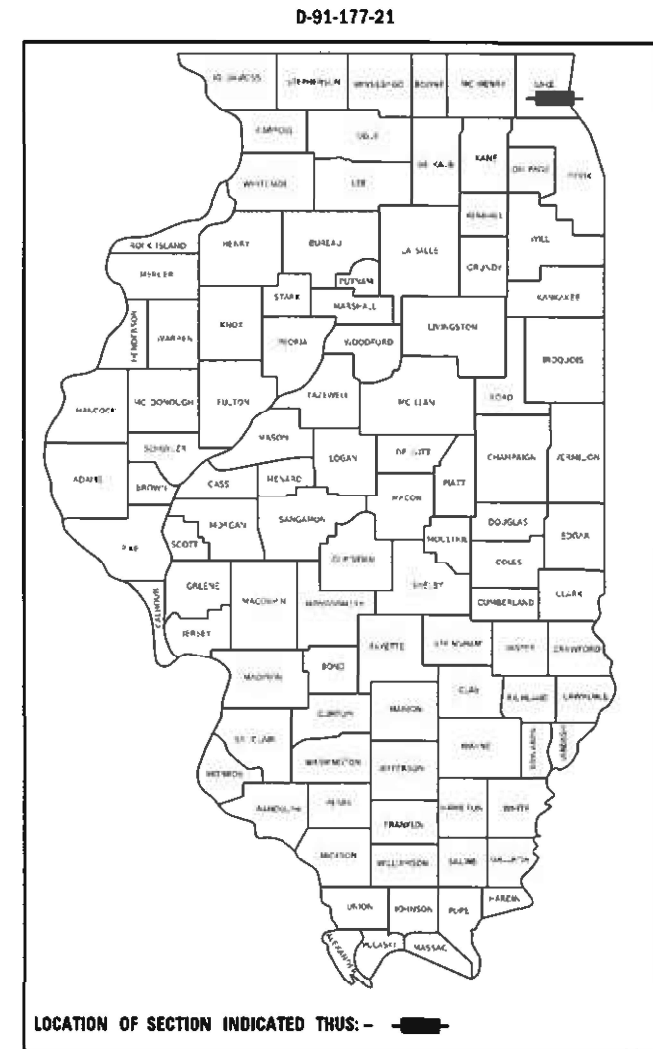 D-91-177-21
JO DAVIESS STEPHENSON WINNEBAGO BOONE MC HENRY LAKE
CARROLL OGLE DE KALB KANE DU PAGE COOK
WHITESIDE LEE KENDALL WILL
ROCK ISLAND HENRY BUREAU LA SALLE GRUNDY
MERCER PUTNAM KANKAKEE
HENDERSON WARREN KNOX STARK MARSHALL LIVINGSTON
PEORIA WOODFORD IROQUOIS
HANCOCK MC DONOUGH FULTON TAZEWELL MC LEAN FORD
SCHUYLER MASON LOGAN DE WITT CHAMPAIGN VERMILION
ADAMS BROWN CASS MENARD MACON PIATT
MORGAN SANGAMON DOUGLAS EDGAR
PIKE SCOTT MOULTRIE COLES
CALHOUN GREENE MACOUPIN SHELBY CUMBERLAND CLARK
JERSEY FAYETTE EFFINGHAM JASPER CRAWFORD
MADISON BOND CLAY RICHLAND LAWRENCE
CLINTON MARION
ST. CLAIR WAYNE EDWARDS WABASH
MONROE WASHINGTON JEFFERSON
RANDOLPH PERRY HAMILTON WHITE
FRANKLIN
JACKSON WILLIAMSON SALINE GALLATIN
UNION JOHNSON POPE HARDIN
ALEXANDER PULASKI MASSAC
LOCATION OF SECTION INDICATED THUS: -